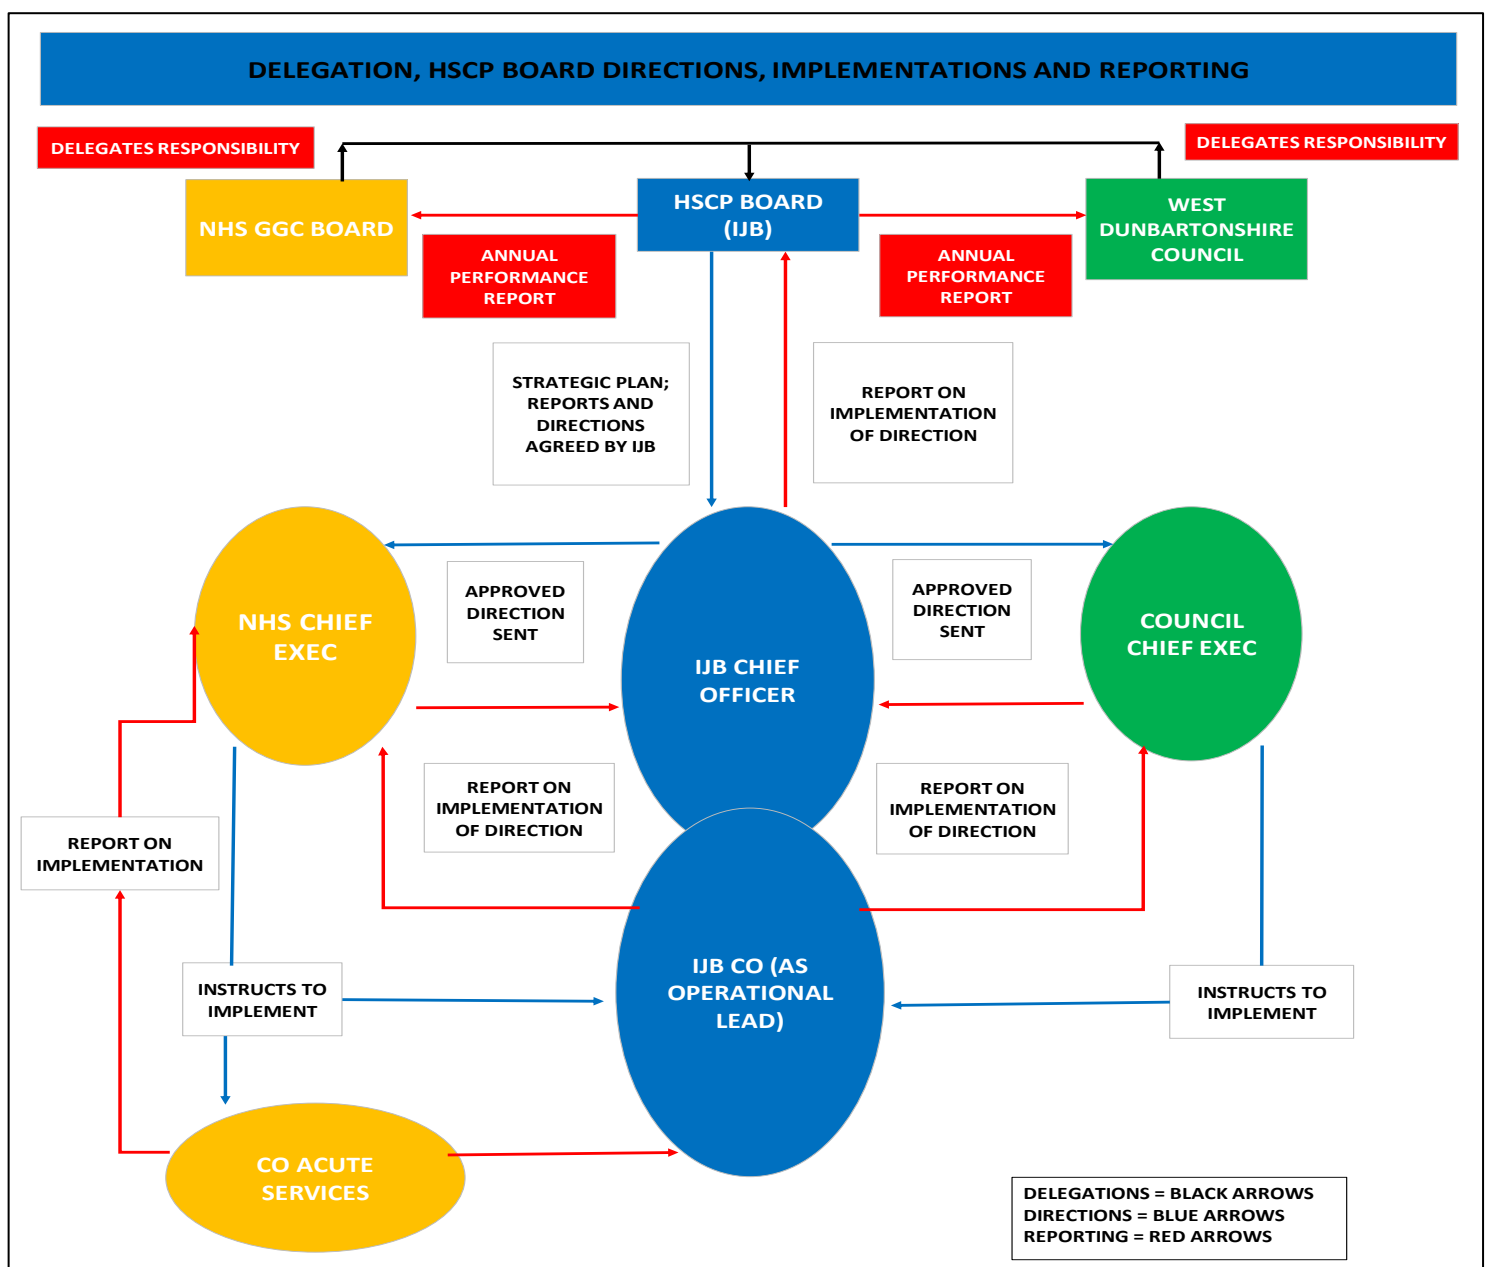 DELEGATION, HSCP BOARD DIRECTIONS, IMPLEMENTATIONS AND REPORTING
DELEGATES RESPONSIBILITY
DELEGATES RESPONSIBILITY
NHS GGC BOARD
HSCP BOARD
(IJB)
WEST
DUNBARTONSHIRE
COUNCIL
ANNUAL
PERFORMANCE
REPORT
ANNUAL
PERFORMANCE
REPORT
STRATEGIC PLAN;
REPORTS AND
DIRECTIONS
AGREED BY IJB
REPORT ON
IMPLEMENTATION
OF DIRECTION
NHS CHIEF
EXEC
APPROVED
DIRECTION
SENT
IJB CHIEF
OFFICER
APPROVED
DIRECTION
SENT
COUNCIL
CHIEF EXEC
REPORT ON
IMPLEMENTATION
OF DIRECTION
REPORT ON
IMPLEMENTATION
OF DIRECTION
REPORT ON
IMPLEMENTATION
INSTRUCTS TO
IMPLEMENT
IJB CO (AS
OPERATIONAL
LEAD)
INSTRUCTS TO
IMPLEMENT
CO ACUTE
SERVICES
DELEGATIONS = BLACK ARROWS
DIRECTIONS = BLUE ARROWS
REPORTING = RED ARROWS